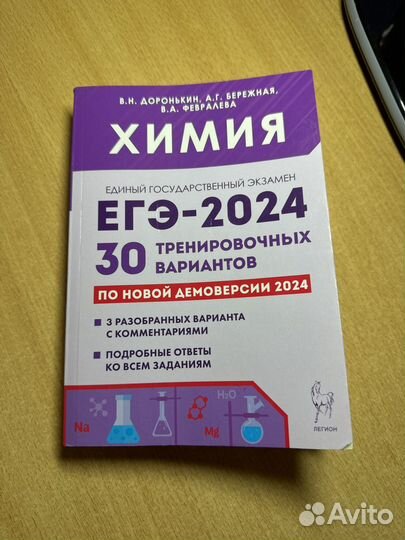 В.Н. ДОРОНЬКИН, А.Г. БЕРЕЖНАЯ,
В.А. ФЕВРАЛЕВА
ХИМИЯ
ЕДИНЫЙ ГОСУДАРСТВЕННЫЙ ЭКЗАМЕН
ЕГЭ-2024
30 ТРЕНИРОВОЧНЫХ
ВАРИАНТОВ
ПО НОВОЙ ДЕМОВЕРСИИ 2024
3 РАЗОБРАННЫХ ВАРИАНТА
С КОММЕНТАРИЯМИ
ПОДРОБНЫЕ ОТВЕТЫ
КО ВСЕМ ЗАДАНИЯМ
H₂O
Na
Mg
ЛЕГИОН
Avito